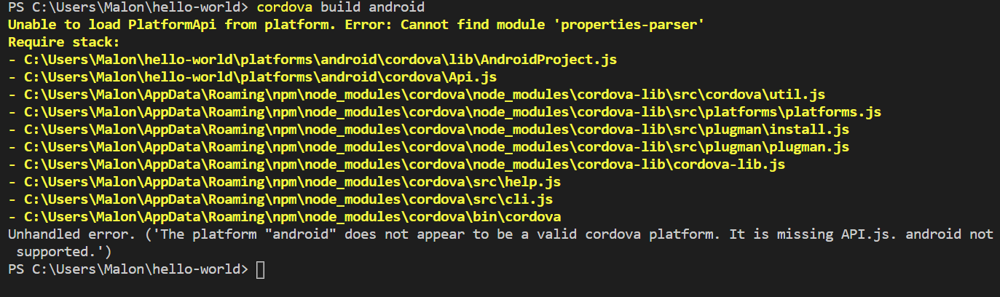 PS C:\Users\Malon\hello-world> cordova build android
Unable to load PlatformApi from platform. Error: Cannot find module 'properties-parser'
Require stack:
- C:\Users\Malon\hello-world\platforms\android\cordova\lib\AndroidProject.js
- C:\Users\Malon\hello-world\platforms\android\cordova\Api.js
- C:\Users\Malon\AppData\Roaming\npm\node_modules\cordova\node_modules\cordova-lib\src\cordova\util.js
- C:\Users\Malon\AppData\Roaming\npm\node_modules\cordova\node_modules\cordova-lib\src\platforms\platforms.js
- C:\Users\Malon\AppData\Roaming\npm\node_modules\cordova\node_modules\cordova-lib\src\plugman\install.js
- C:\Users\Malon\AppData\Roaming\npm\node_modules\cordova\node_modules\cordova-lib\src\plugman\plugman.js
- C:\Users\Malon\AppData\Roaming\npm\node_modules\cordova\node_modules\cordova-lib\cordova-lib.js
- C:\Users\Malon\AppData\Roaming\npm\node_modules\cordova\src\help.js
- C:\Users\Malon\AppData\Roaming\npm\node_modules\cordova\src\cli.js
- C:\Users\Malon\AppData\Roaming\npm\node_modules\cordova\bin\cordova
Unhandled error. ('The platform "android" does not appear to be a valid cordova platform. It is missing API.js. android not
 supported.')
PS C:\Users\Malon\hello-world>